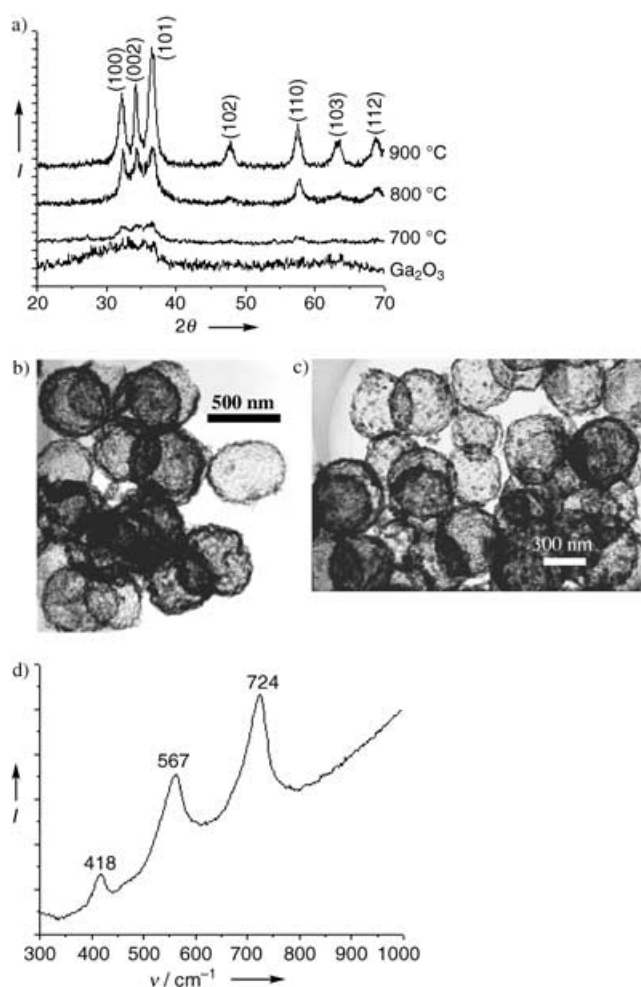 a)
(100)
(002)
(101)
(102)
(110)
(103)
(112)
900 °C
800 °C
700 °C
Ga₂O₃
I
20 30 40 50 60 70
2θ
b)
500 nm
c)
300 nm
d)
724
567
418
I
300 400 500 600 700 800 900 1000
ν / cm⁻¹